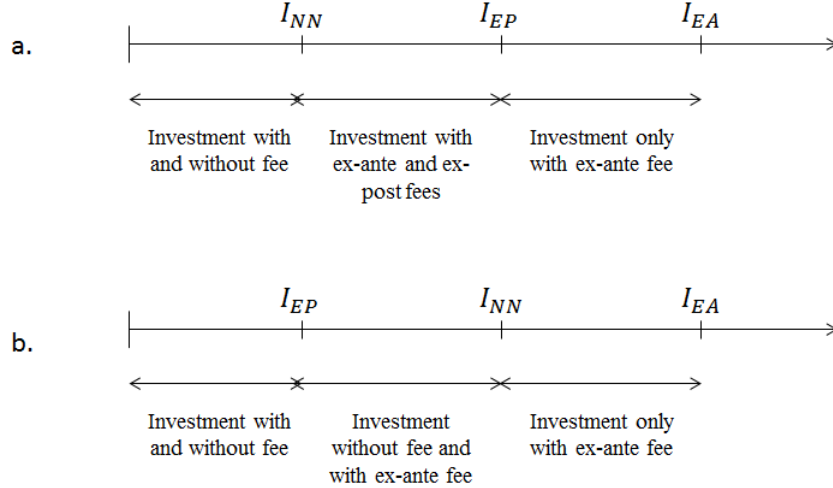 I_NN I_EP I_EA
a.
Investment with Investment with Investment only
and without fee ex-ante and ex- with ex-ante fee
post fees
I_EP I_NN I_EA
b.
Investment with Investment Investment only
and without fee without fee and with ex-ante fee
with ex-ante fee